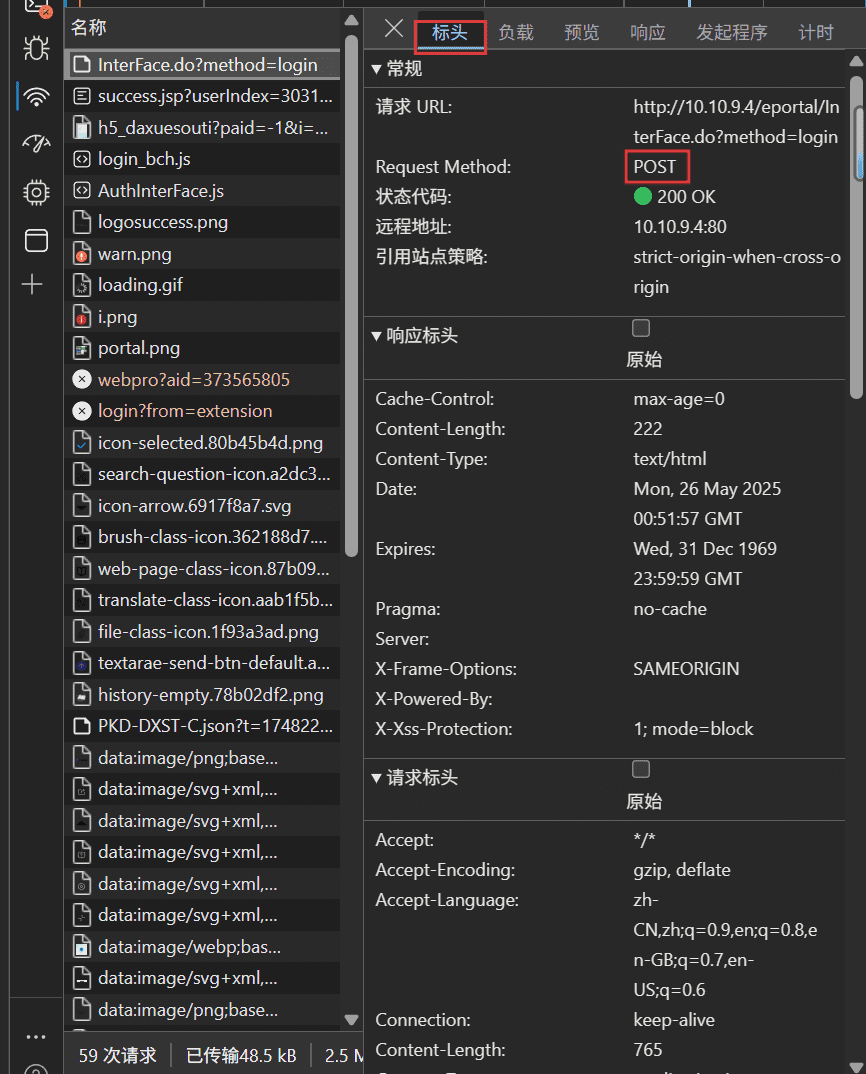 名称
InterFace.do?method=login
success.jsp?userIndex=3031...
h5_daxuesouti?paid=-1&i=...
login_bch.js
AuthInterFace.js
logosuccess.png
warn.png
loading.gif
i.png
portal.png
webpro?aid=373565805
login?from=extension
icon-selected.80b45b4d.png
search-question-icon.a2dc3...
icon-arrow.6917f8a7.svg
brush-class-icon.362188d7....
web-page-class-icon.87b09...
translate-class-icon.aab1f5b...
file-class-icon.1f93a3ad.png
textarae-send-btn-default.a...
history-empty.78b02df2.png
PKD-DXST-C.json?t=174822...
data:image/png;base...
data:image/svg+xml,...
data:image/svg+xml,...
data:image/svg+xml,...
data:image/svg+xml,...
data:image/svg+xml,...
data:image/webp;bas...
data:image/svg+xml,...
data:image/png;base...
59 次请求 已传输48.5 kB 2.5 M
标头 负载 预览 响应 发起程序 计时
常规
请求 URL: http://10.10.9.4/eportal/In
terFace.do?method=login
Request Method: POST
状态代码: 200 OK
远程地址: 10.10.9.4:80
引用站点策略: strict-origin-when-cross-o
rigin
响应标头
原始
Cache-Control: max-age=0
Content-Length: 222
Content-Type: text/html
Date: Mon, 26 May 2025
00:51:57 GMT
Expires: Wed, 31 Dec 1969
23:59:59 GMT
Pragma: no-cache
Server:
X-Frame-Options: SAMEORIGIN
X-Powered-By:
X-Xss-Protection: 1; mode=block
请求标头
原始
Accept: */*
Accept-Encoding: gzip, deflate
Accept-Language: zh-
CN,zh;q=0.9,en;q=0.8,e
n-GB;q=0.7,en-
US;q=0.6
Connection: keep-alive
Content-Length: 765